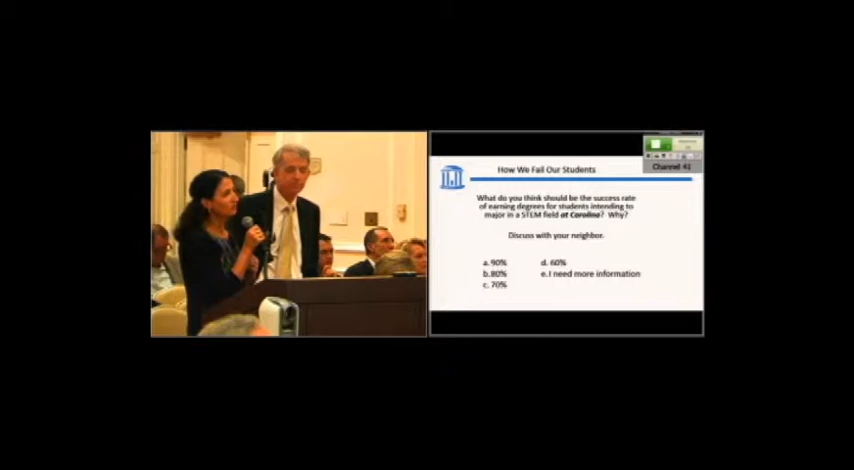 Channel 41
How We Fail Our Students
What do you think should be the success rate
of earning degrees for students intending to
major in a STEM field at Carolina? Why?
Discuss with your neighbor.
a. 90%
b. 80%
c. 70%
d. 60%
e. I need more information